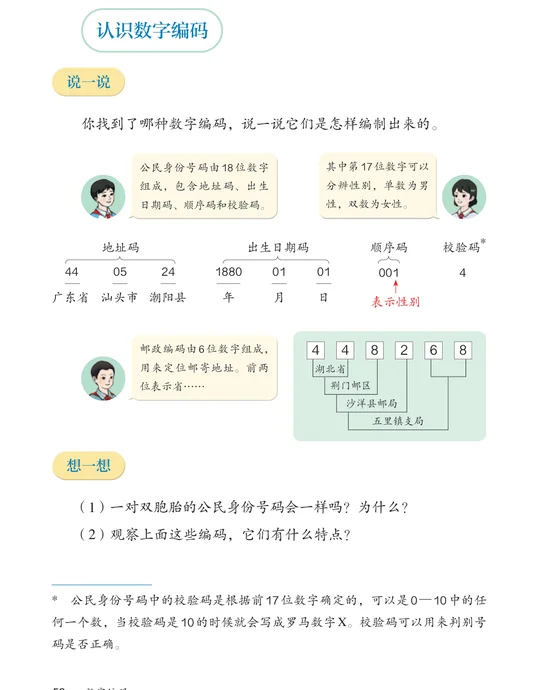 认识数字编码
说一说
你找到了哪种数字编码，说一说它们是怎样编制出来的。
公民身份号码由18位数字
组成，包含地址码、出生
日期码、顺序码和校验码。
其中第17位数字可以
分辨性别，单数为男
性，双数为女性。
地址码 出生日期码 顺序码 校验码*
44 05 24 1880 01 01 001 4
广东省 汕头市 潮阳县 年 月 日 表示性别
邮政编码由6位数字组成，
用来定位邮寄地址。前两
位表示省……
4 4 8 2 6 8
湖北省
荆门邮区
沙洋县邮局
五里镇支局
想一想
（1）一对双胞胎的公民身份号码会一样吗？为什么？
（2）观察上面这些编码，它们有什么特点？
* 公民身份号码中的校验码是根据前17位数字确定的，可以是0—10中的任
何一个数，当校验码是10的时候就会写成罗马数字X。校验码可以用来判别号
码是否正确。